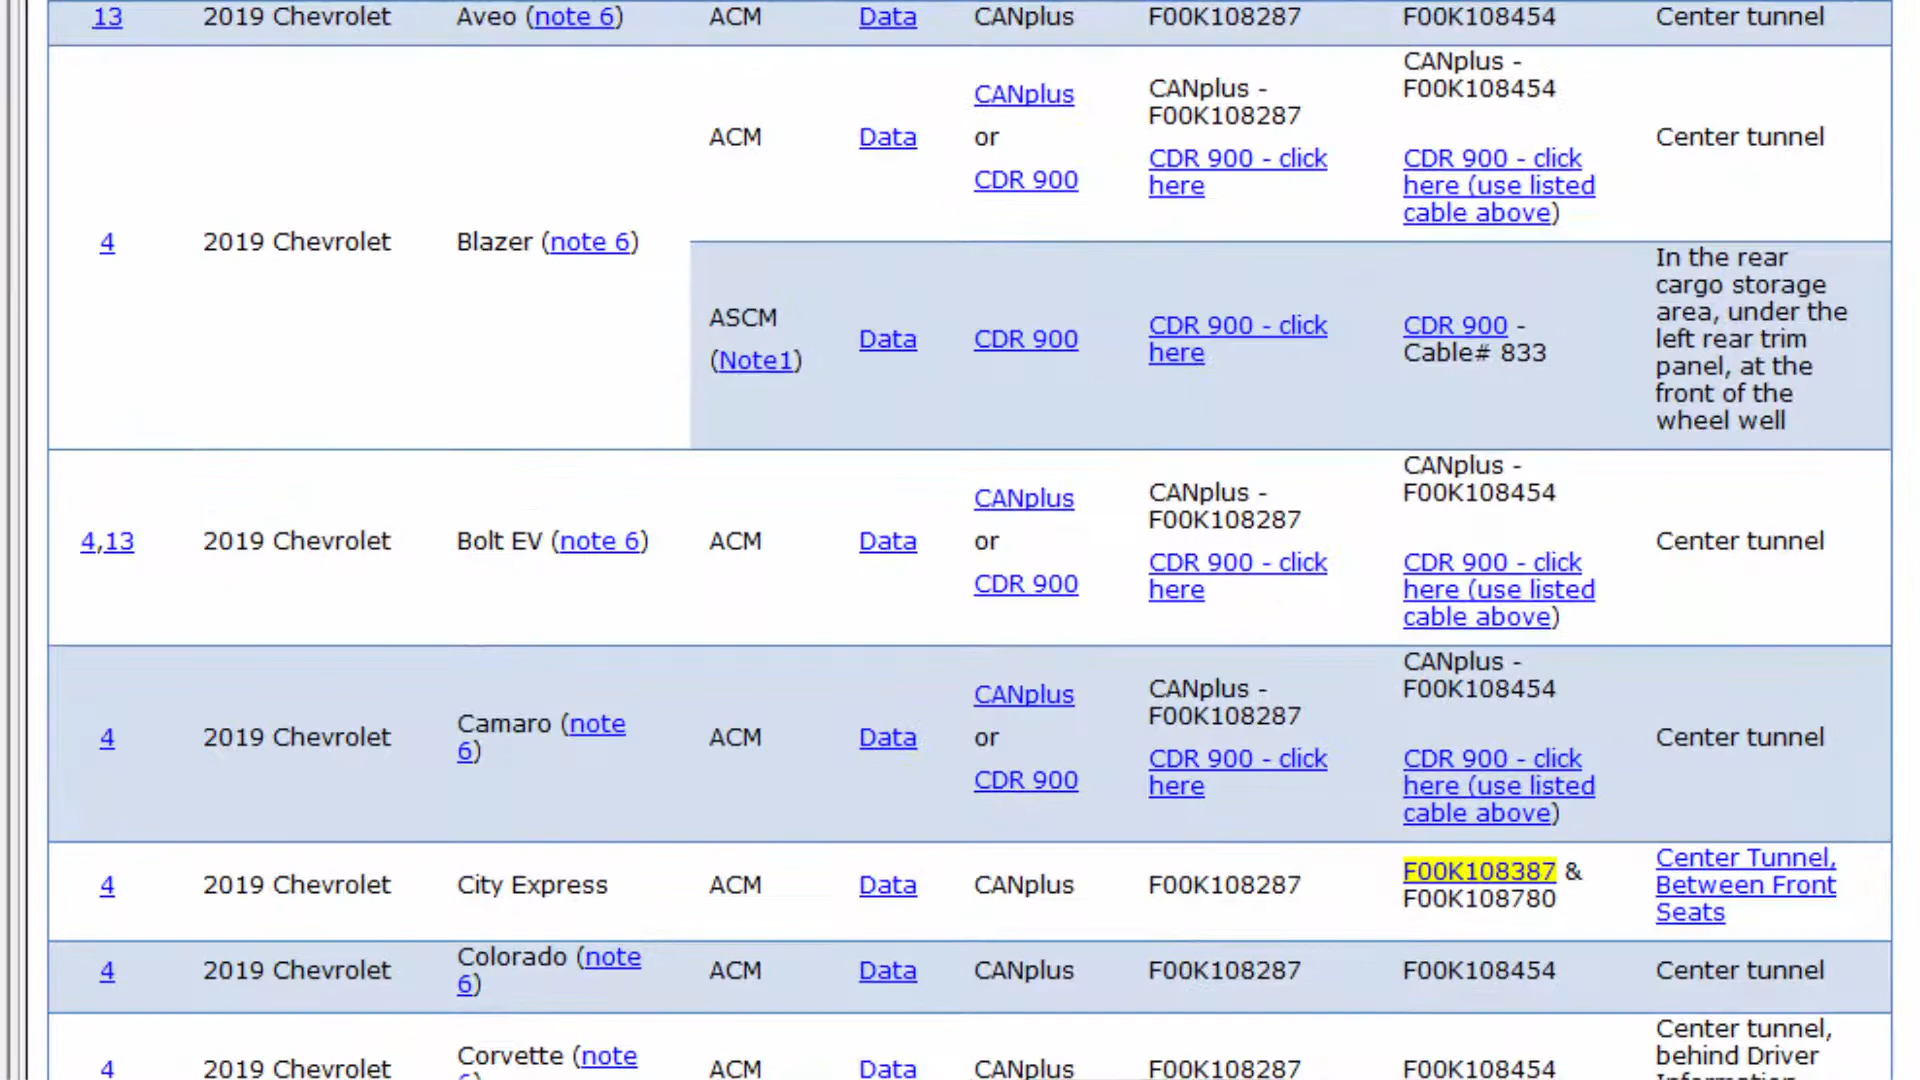 13 2019 Chevrolet Aveo (note 6) ACM Data CANplus F00K108287 F00K108454 Center tunnel
4 2019 Chevrolet Blazer (note 6)
ACM
Data
CANplus
or
CDR 900
CANplus -
F00K108287
CDR 900 - click
here
CANplus -
F00K108454
CDR 900 - click
here (use listed
cable above)
Center tunnel
ASCM
(Note1)
Data
CDR 900
CDR 900 - click
here
CDR 900 -
Cable# 833
In the rear
cargo storage
area, under the
left rear trim
panel, at the
front of the
wheel well
4,13 2019 Chevrolet Bolt EV (note 6) ACM Data
CANplus
or
CDR 900
CANplus -
F00K108287
CDR 900 - click
here
CANplus -
F00K108454
CDR 900 - click
here (use listed
cable above)
Center tunnel
4 2019 Chevrolet
Camaro (note
6)
ACM Data
CANplus
or
CDR 900
CANplus -
F00K108287
CDR 900 - click
here
CANplus -
F00K108454
CDR 900 - click
here (use listed
cable above)
Center tunnel
4 2019 Chevrolet City Express ACM Data CANplus F00K108287
F00K108387 &
F00K108780
Center Tunnel,
Between Front
Seats
4 2019 Chevrolet
Colorado (note
6)
ACM Data CANplus F00K108287 F00K108454 Center tunnel
4 2019 Chevrolet
Corvette (note
ACM Data CANplus F00K108287 F00K108454
Center tunnel,
behind Driver
Information